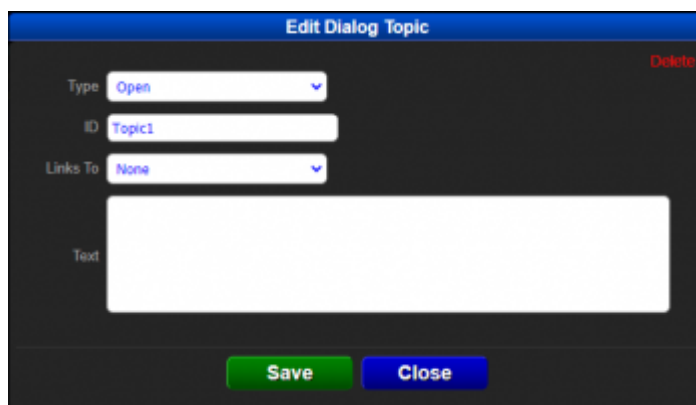 Edit Dialog Topic
Delete
Type Open
ID Topic1
Links To None
Text
Save Close